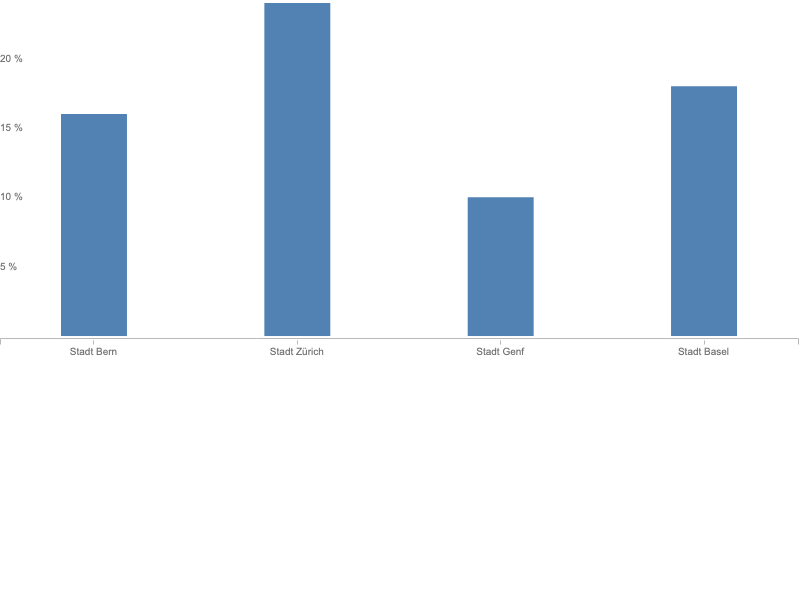 20 %
15 %
10 %
5 %
Stadt Bern
Stadt Zürich
Stadt Genf
Stadt Basel